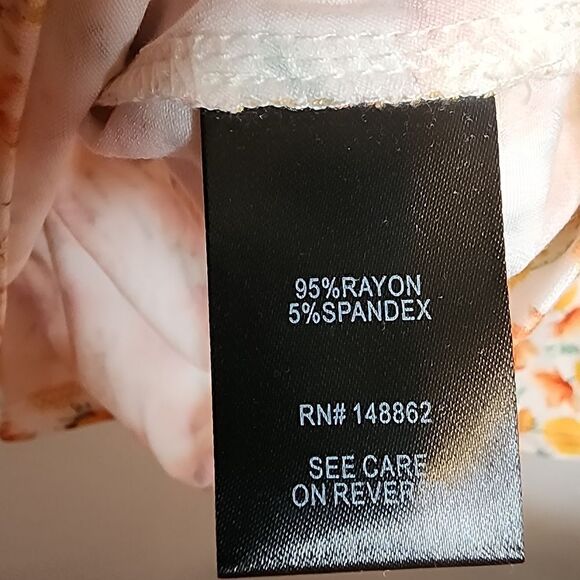 95%RAYON
5%SPANDEX
RN# 148862
SEE CARE
ON REVER